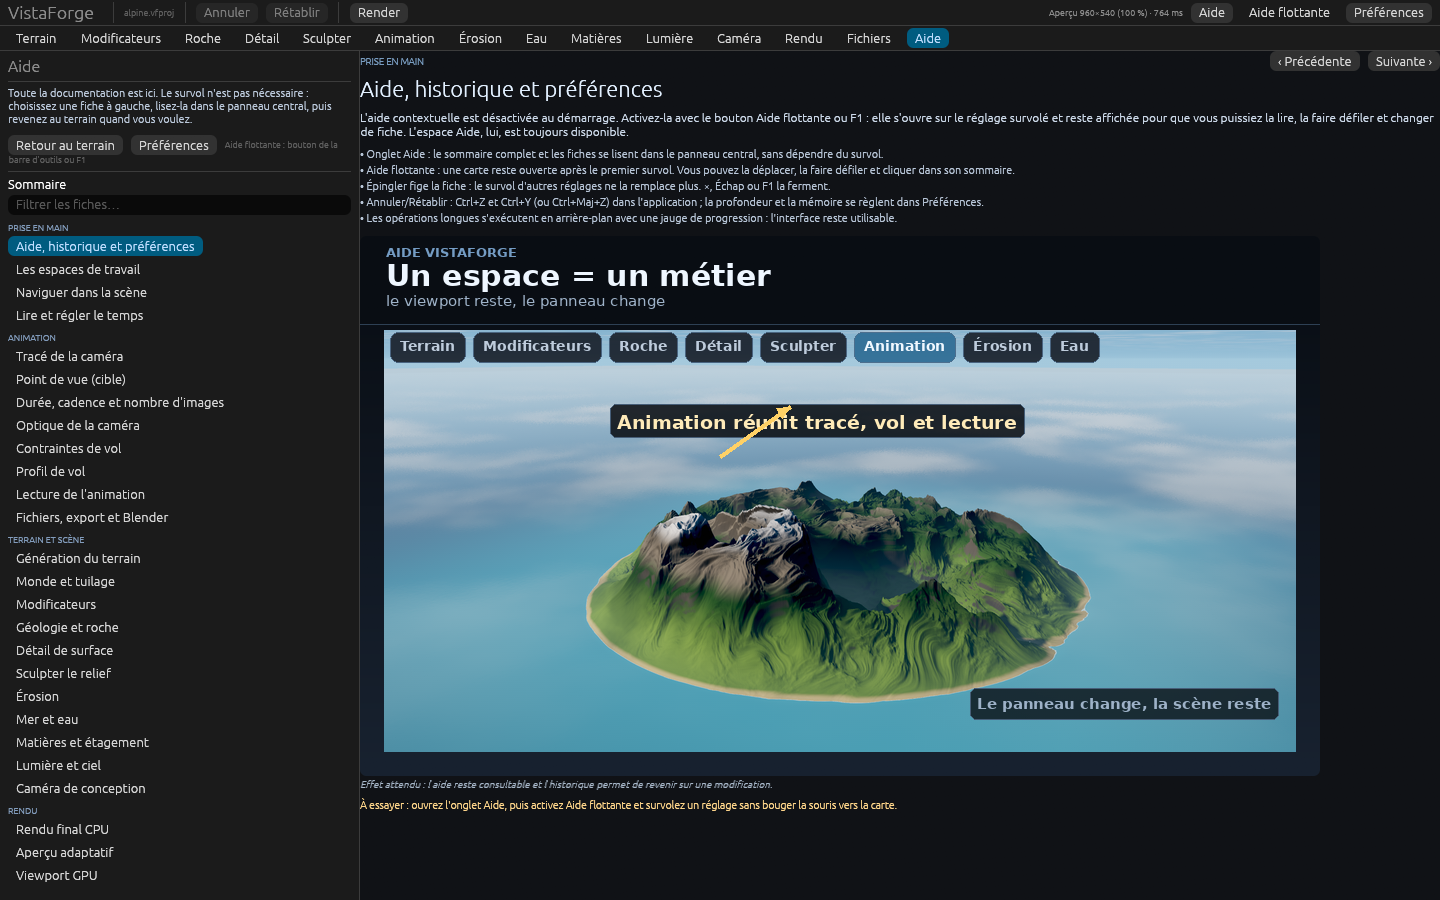 VistaForge
alpine.vfproj
Annuler
Rétablir
Render
Aperçu 960×540 (100 %) · 764 ms
Aide
Aide flottante
Préférences
Terrain
Modificateurs
Roche
Détail
Sculpter
Animation
Érosion
Eau
Matières
Lumière
Caméra
Rendu
Fichiers
Aide
Aide
Toute la documentation est ici. Le survol n'est pas nécessaire :
choisissez une fiche à gauche, lisez-la dans le panneau central, puis
revenez au terrain quand vous voulez.
Retour au terrain
Préférences
Aide flottante : bouton de la
barre d'outils ou F1
Sommaire
Filtrer les fiches…
PRISE EN MAIN
Aide, historique et préférences
Les espaces de travail
Naviguer dans la scène
Lire et régler le temps
ANIMATION
Tracé de la caméra
Point de vue (cible)
Durée, cadence et nombre d'images
Optique de la caméra
Contraintes de vol
Profil de vol
Lecture de l'animation
Fichiers, export et Blender
TERRAIN ET SCÈNE
Génération du terrain
Monde et tuilage
Modificateurs
Géologie et roche
Détail de surface
Sculpter le relief
Érosion
Mer et eau
Matières et étagement
Lumière et ciel
Caméra de conception
RENDU
Rendu final CPU
Aperçu adaptatif
Viewport GPU
PRISE EN MAIN
‹ Précédente
Suivante ›
Aide, historique et préférences
L'aide contextuelle est désactivée au démarrage. Activez-la avec le bouton Aide flottante ou F1 : elle s'ouvre sur le réglage survolé et reste affichée pour que vous puissiez la lire, la faire défiler et changer
de fiche. L'espace Aide, lui, est toujours disponible.
• Onglet Aide : le sommaire complet et les fiches se lisent dans le panneau central, sans dépendre du survol.
• Aide flottante : une carte reste ouverte après le premier survol. Vous pouvez la déplacer, la faire défiler et cliquer dans son sommaire.
• Épingler fige la fiche : le survol d'autres réglages ne la remplace plus. ×, Échap ou F1 la ferment.
• Annuler/Rétablir : Ctrl+Z et Ctrl+Y (ou Ctrl+Maj+Z) dans l'application ; la profondeur et la mémoire se règlent dans Préférences.
• Les opérations longues s'exécutent en arrière-plan avec une jauge de progression : l'interface reste utilisable.
AIDE VISTAFORGE
Un espace = un métier
le viewport reste, le panneau change
Terrain
Modificateurs
Roche
Détail
Sculpter
Animation
Érosion
Eau
Animation réunit tracé, vol et lecture
Le panneau change, la scène reste
Effet attendu : l'aide reste consultable et l'historique permet de revenir sur une modification.
À essayer : ouvrez l'onglet Aide, puis activez Aide flottante et survolez un réglage sans bouger la souris vers la carte.